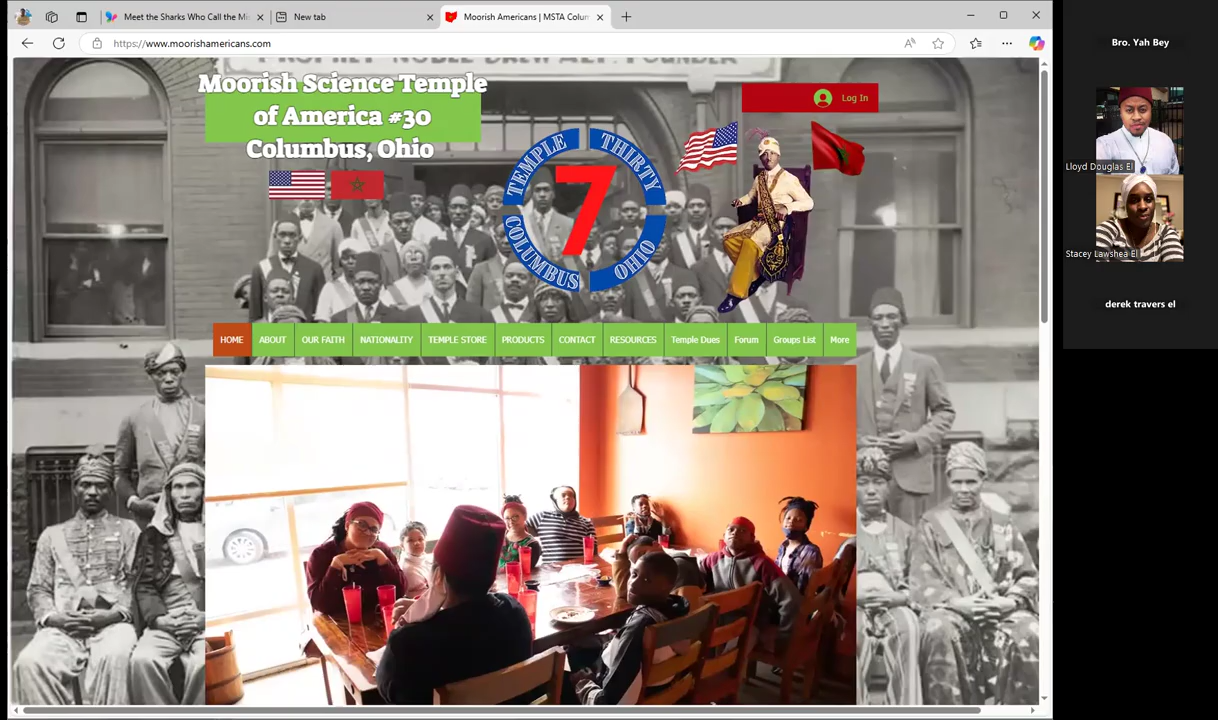 Meet the Sharks Who Call the Mi
New tab
Moorish Americans | MSTA Colun
https://www.moorishamericans.com
Moorish Science Temple
of America #30
Columbus, Ohio
Log In
TEMPLE THIRTY
7
COLUMBUS OHIO
HOME
ABOUT
OUR FAITH
NATIONALITY
TEMPLE STORE
PRODUCTS
CONTACT
RESOURCES
Temple Dues
Forum
Groups List
More
Bro. Yah Bey
Lloyd Douglas El
Stacey Lawshea El
derek travers el